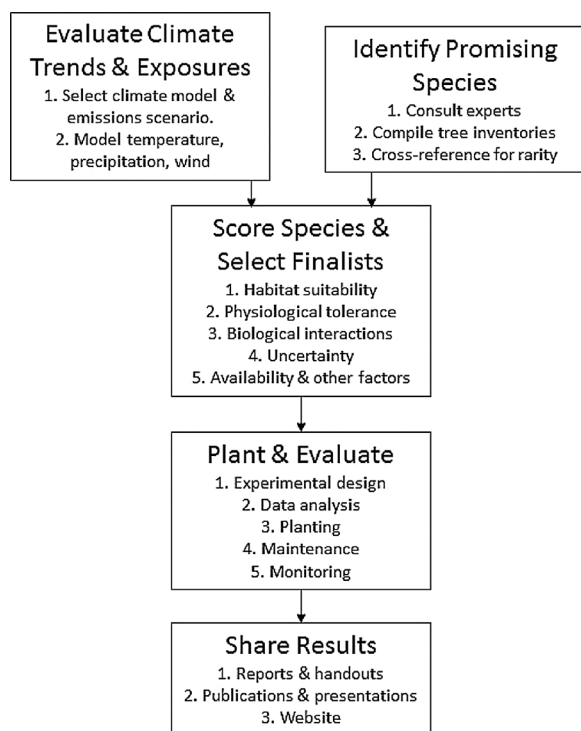 Evaluate Climate
Trends & Exposures
1. Select climate model &
emissions scenario.
2. Model temperature,
precipitation, wind
Identify Promising
Species
1. Consult experts
2. Compile tree inventories
3. Cross-reference for rarity
Score Species &
Select Finalists
1. Habitat suitability
2. Physiological tolerance
3. Biological interactions
4. Uncertainty
5. Availability & other factors
Plant & Evaluate
1. Experimental design
2. Data analysis
3. Planting
4. Maintenance
5. Monitoring
Share Results
1. Reports & handouts
2. Publications & presentations
3. Website